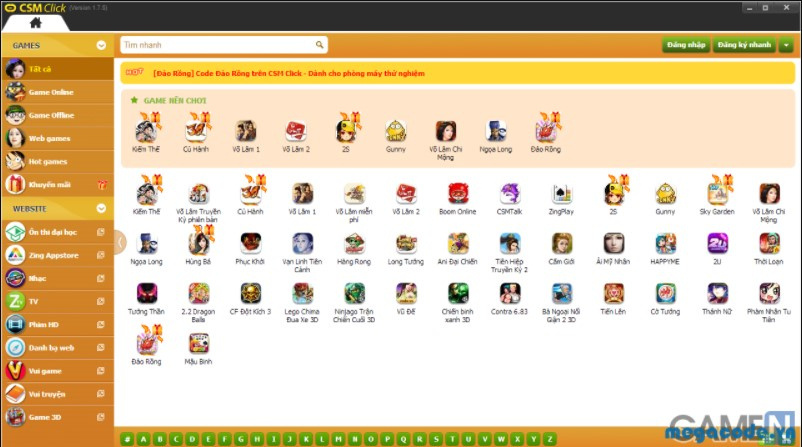 CSM Click (Version 1.7.8)
GAMES
Tất cả
Game Online
Game Offline
Web games
Hot games
Khuyến mãi
WEBSITE
Ôn thi đại học
Zing Appstore
Nhạc
TV
Phim HD
Danh bạ web
Vui game
Vui truyện
Game 3D
Tìm nhanh
Đăng nhập
Đăng ký nhanh
HOT [Đảo Rồng] Code Đảo Rồng trên CSM Click - Dành cho phòng máy thử nghiệm
GAME NÊN CHƠI
Kiếm Thế
Củ Hành
Võ Lâm 1
Võ Lâm 2
2S
Gunny
Võ Lâm Chi
Mộng
Ngọa Long
Đảo Rồng
Kiếm Thế
Võ Lâm Truyền
Kỳ phiên bản
Củ Hành
Võ Lâm 1
Võ Lâm miễn
phí
Võ Lâm 2
Boom Online
CSMTalk
ZingPlay
2S
Gunny
Sky Garden
Võ Lâm Chi
Mộng
Ngọa Long
Hùng Bá
Phục Khởi
Vạn Linh Tiên
Cảnh
Hàng Rong
Long Tướng
Ani Đại Chiến
Tiên Hiệp
Truyền Kỳ 2
Cấm Giới
Ải Mỹ Nhân
HAPPYME
2U
Thời Loạn
Tướng Thần
2.2 Dragon
Balls
CF Đột Kích 3
Lego Chima
Đua Xe 3D
Ninjago Trận
Chiến Cuối 3D
Vũ Đế
Chiến binh
xanh 3D
Contra 6.83
Bà Ngoại Nổi
Giận 2 3D
Tiến Lên
Cờ Tướng
Thánh Nữ
Phàm Nhân Tu
Tiên
Đảo Rồng
Mậu Binh
# A B C D E F G H I J K L M N O P Q R S T U V W X Y Z
GAMEN
megacode.vn